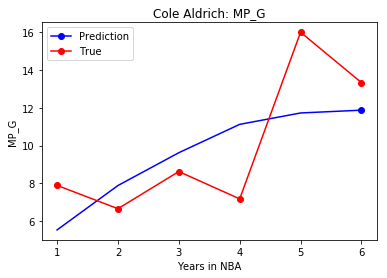 Cole Aldrich: MP_G
Prediction
True
MP_G
16
14
12
10
8
6
1 2 3 4 5 6
Years in NBA